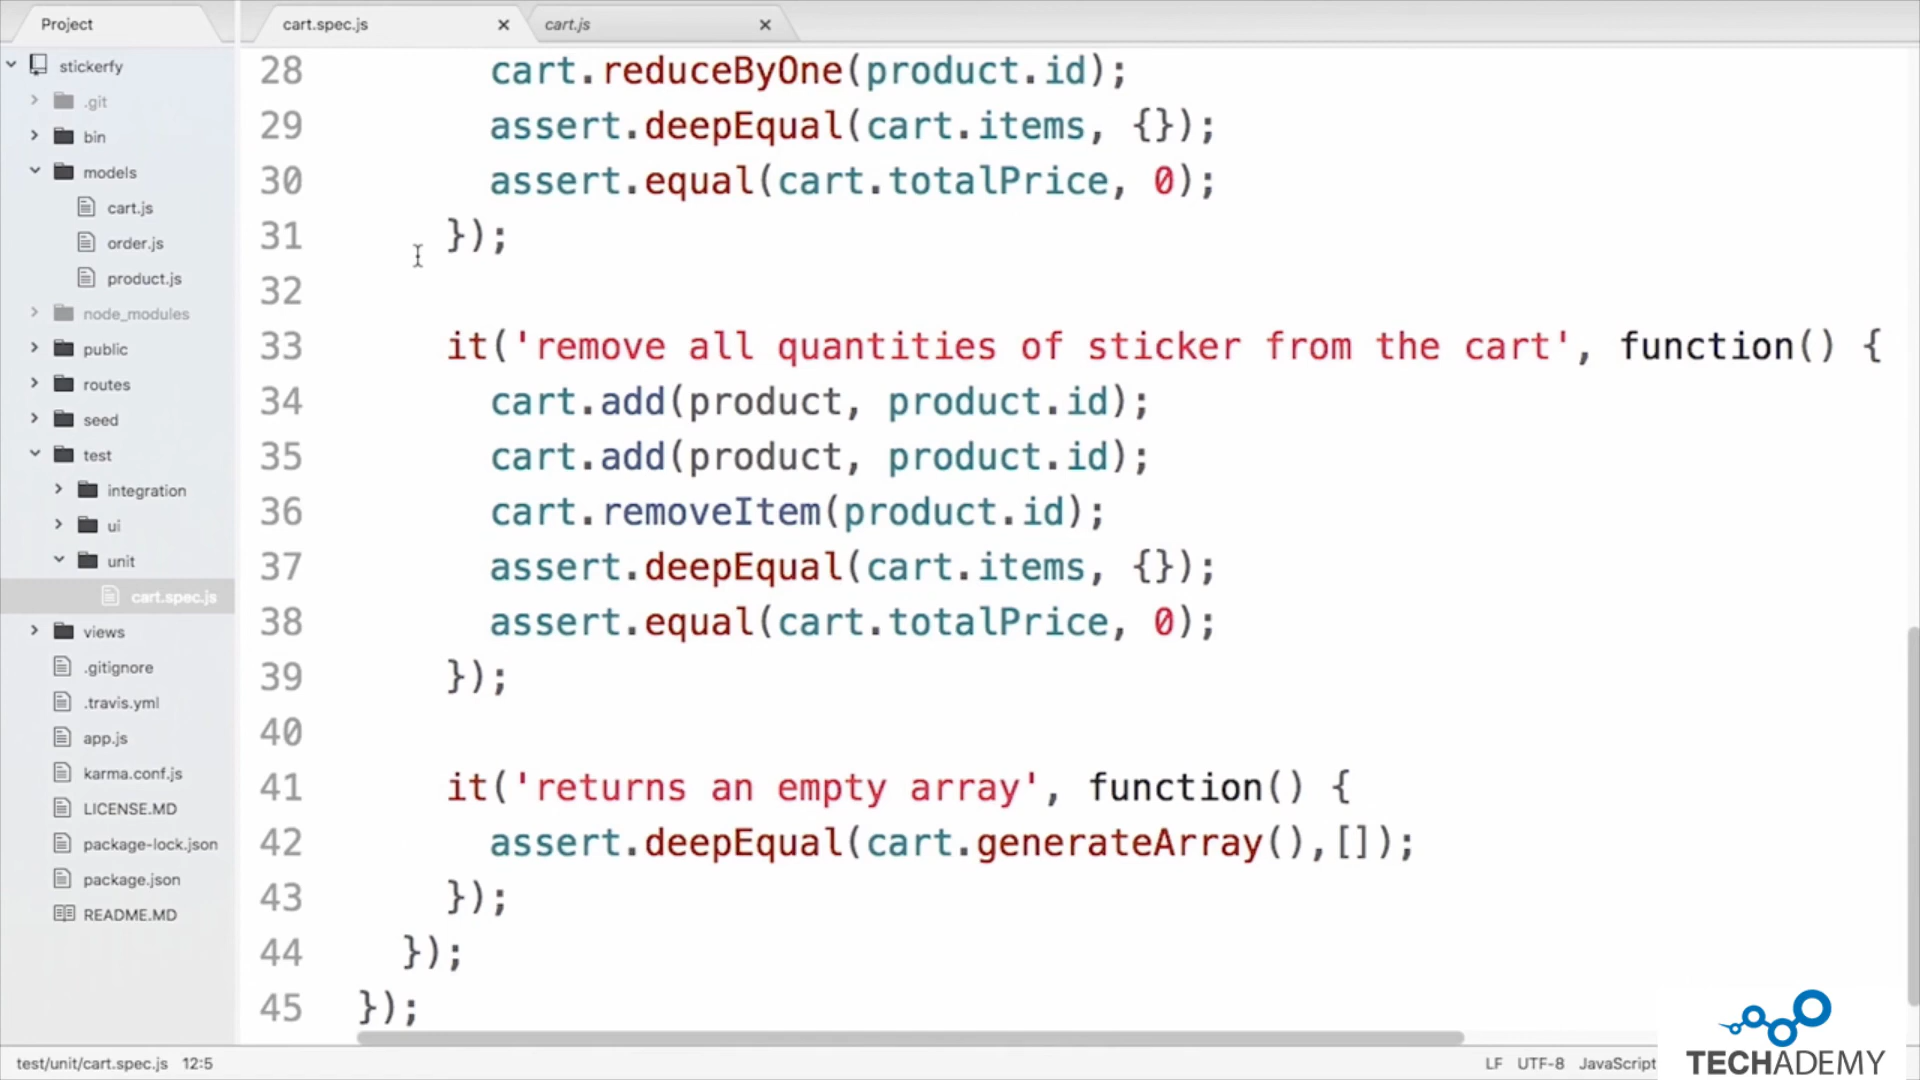 Project
cart.spec.js
cart.js
stickerfy
.git
bin
models
cart.js
order.js
product.js
node_modules
public
routes
seed
test
integration
ui
unit
cart.spec.js
views
.gitignore
.travis.yml
app.js
karma.conf.js
LICENSE.MD
package-lock.json
package.json
README.MD
28 cart.reduceByOne(product.id);
29 assert.deepEqual(cart.items, {});
30 assert.equal(cart.totalPrice, 0);
31 });
32
33 it('remove all quantities of sticker from the cart', function() {
34 cart.add(product, product.id);
35 cart.add(product, product.id);
36 cart.removeItem(product.id);
37 assert.deepEqual(cart.items, {});
38 assert.equal(cart.totalPrice, 0);
39 });
40
41 it('returns an empty array', function() {
42 assert.deepEqual(cart.generateArray(),[]);
43 });
44 });
45 });
test/unit/cart.spec.js 12:5
LF UTF-8 JavaScript
TECHADEMY